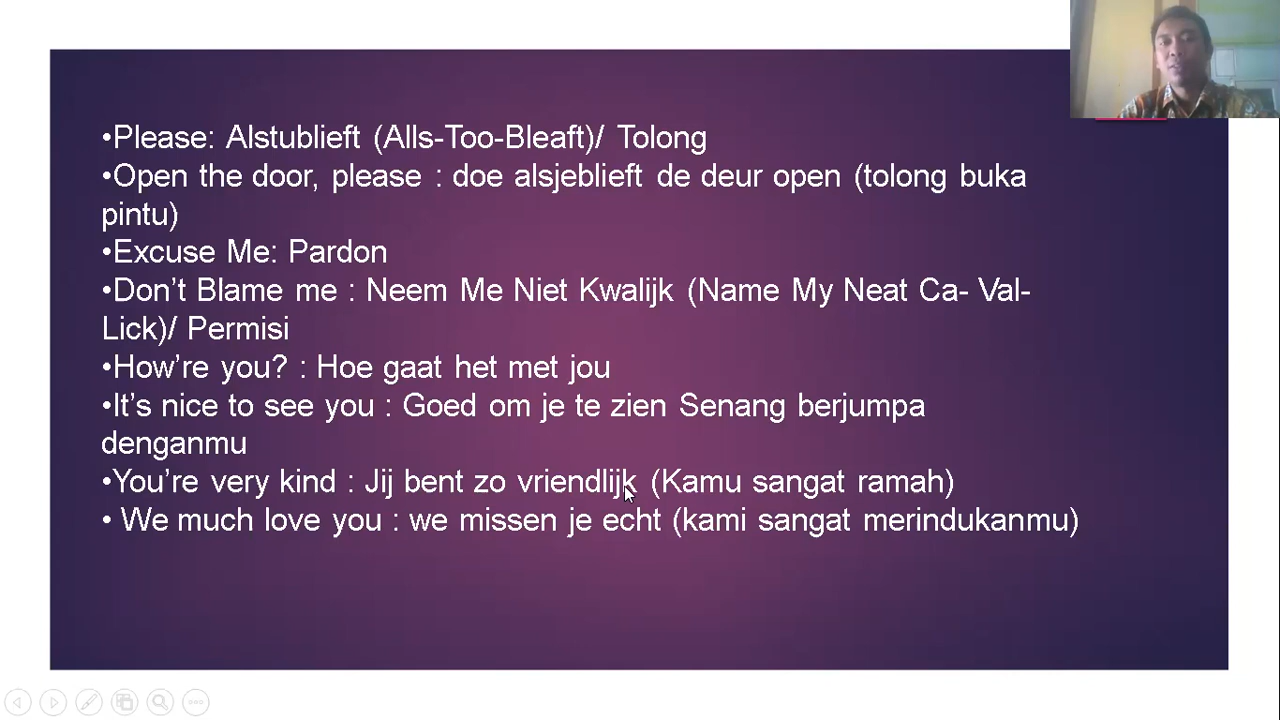 •Please: Alstublieft (Alls-Too-Bleaft)/ Tolong
•Open the door, please : doe alsjeblieft de deur open (tolong buka
pintu)
•Excuse Me: Pardon
•Don’t Blame me : Neem Me Niet Kwalijk (Name My Neat Ca- Val-
Lick)/ Permisi
•How’re you? : Hoe gaat het met jou
•It’s nice to see you : Goed om je te zien Senang berjumpa
denganmu
•You’re very kind : Jij bent zo vriendlijk (Kamu sangat ramah)
• We much love you : we missen je echt (kami sangat merindukanmu)